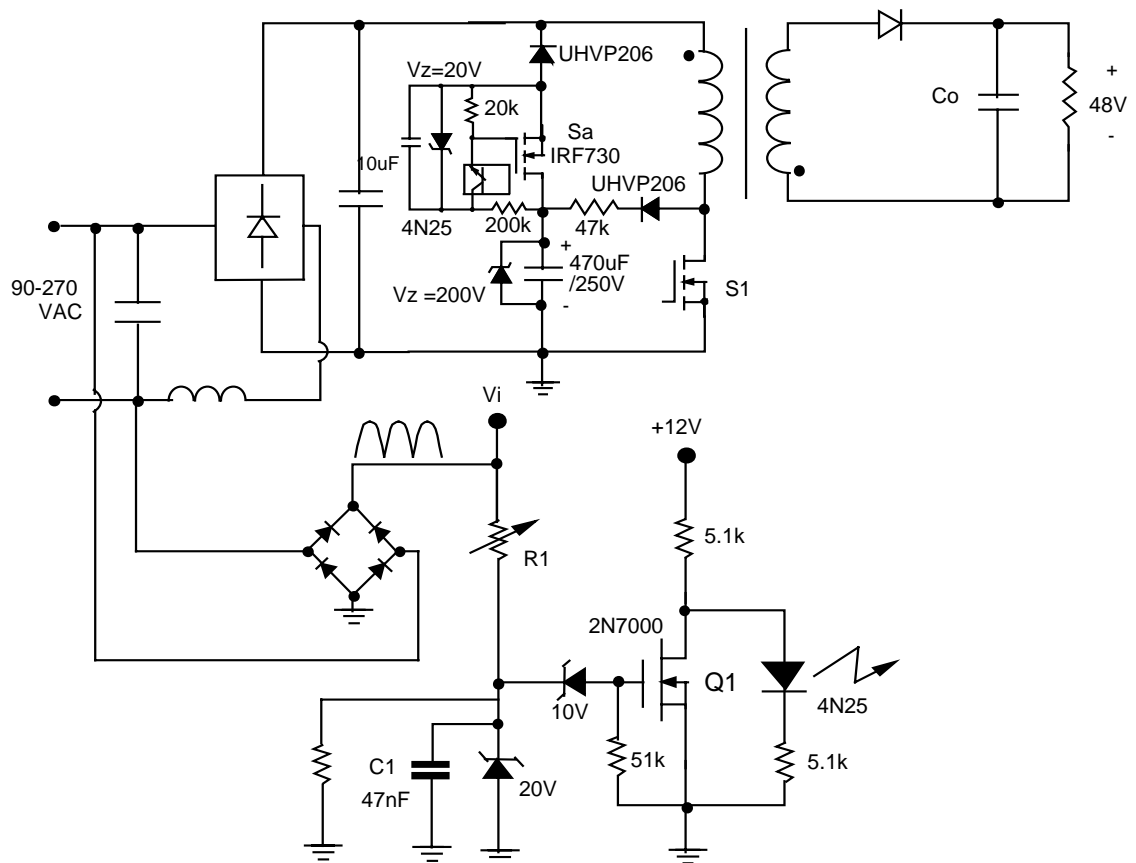 UHVP206
Vz=20V
20k
Sa
IRF730
10uF
UHVP206
4N25
200k
47k
+
470uF
/250V
-
Vz =200V
S1
Co
+
48V
-
90-270
VAC
Vi
+12V
5.1k
R1
2N7000
Q1
10V
4N25
51k
5.1k
C1
47nF
20V